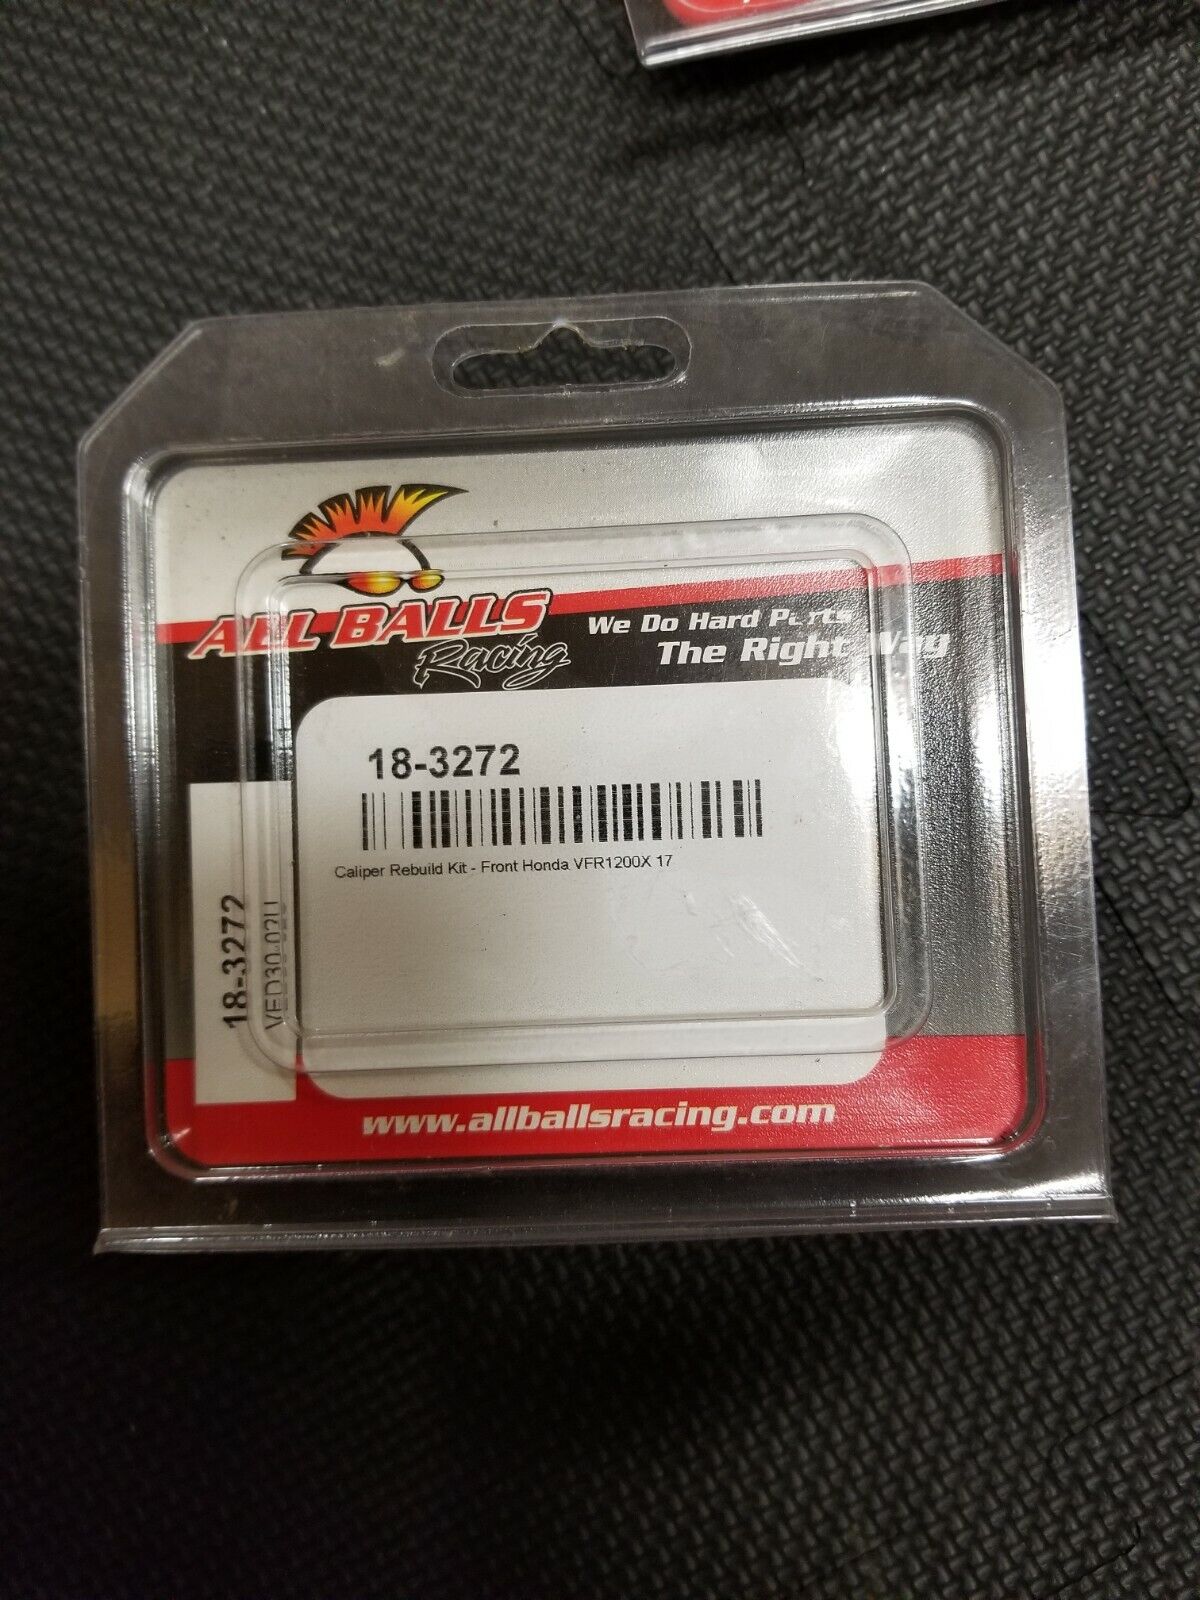 ALL BALLS
Racing
We Do Hard Parts
The Right Way
18-3272
Caliper Rebuild Kit - Front Honda VFR1200X 17
18-3272
www.allballsracing.com